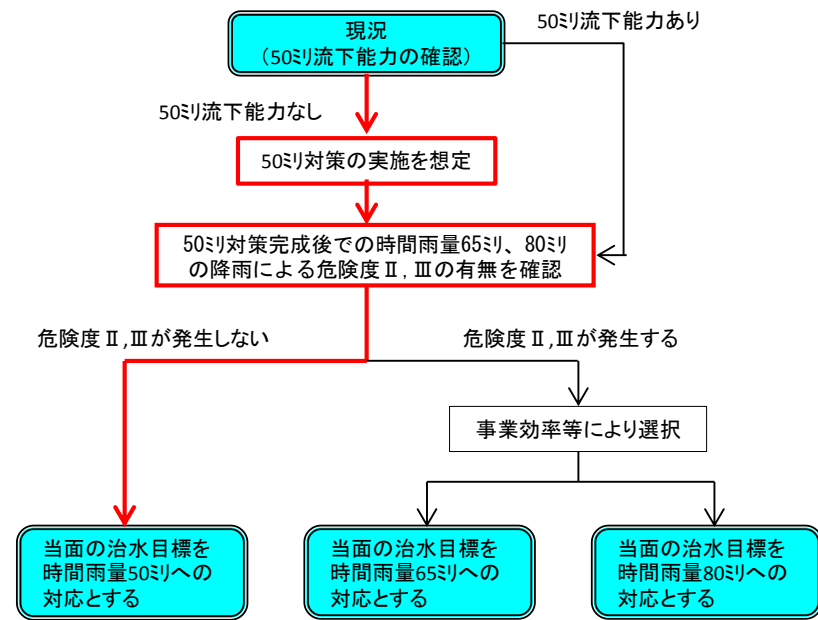 現況
(50ﾐﾘ流下能力の確認)
50ﾐﾘ流下能力あり
50ﾐﾘ流下能力なし
50ﾐﾘ対策の実施を想定
50ﾐﾘ対策完成後での時間雨量65ﾐﾘ、80ﾐﾘ
の降雨による危険度Ⅱ,Ⅲの有無を確認
危険度Ⅱ,Ⅲが発生しない
危険度Ⅱ,Ⅲが発生する
事業効率等により選択
当面の治水目標を
時間雨量50ﾐﾘへの
対応とする
当面の治水目標を
時間雨量65ﾐﾘへの
対応とする
当面の治水目標を
時間雨量80ﾐﾘへの
対応とする